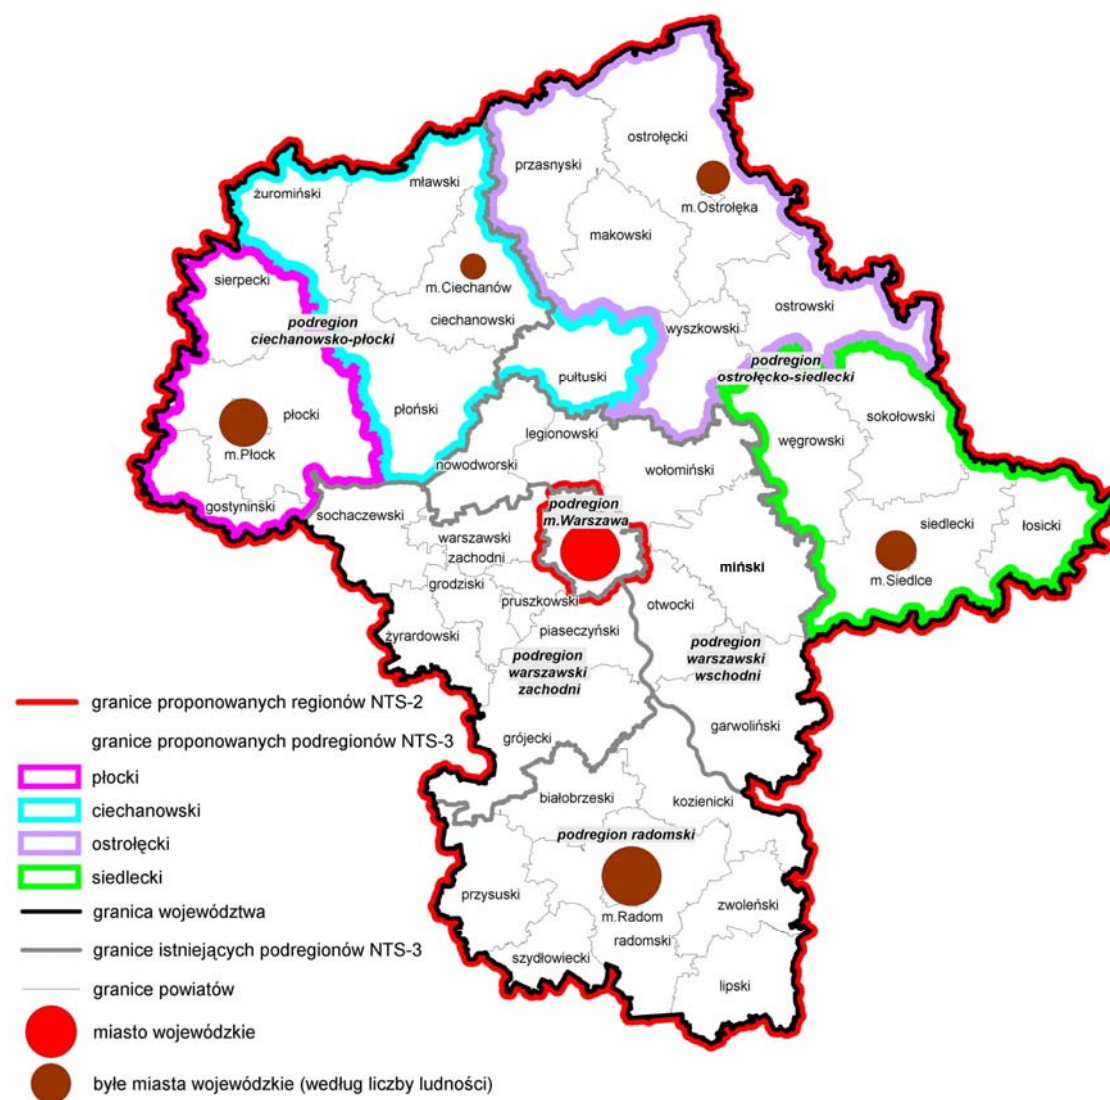 ostrołęcki
przasnyski
mławski
żuromiński
m.Ostrołęka
makowski
sierpecki
m.Ciechanów
ciechanowski
ostrowski
podregion
ciechanowsko-płocki
wyszkowski
podregion
ostrołęcko-siedlecki
pułtuski
płocki
płoński
sokołowski
legionowski
węgrowski
m.Płock
nowodworski
wołomiński
gostyniński
sochaczewski
podregion
m.Warszawa
siedlecki
łosicki
warszawski
zachodni
miński
m.Siedlce
grodziski
pruszkowski
otwocki
żyrardowski
piaseczyński
podregion
warszawski
zachodni
podregion
warszawski
wschodni
garwoliński
grójecki
białobrzeski
kozienicki
podregion radomski
przysuski
zwoleński
m.Radom
radomski
szydłowiecki
lipski
granice proponowanych regionów NTS-2
granice proponowanych podregionów NTS-3
płocki
ciechanowski
ostrołęcki
siedlecki
granica województwa
granice istniejących podregionów NTS-3
granice powiatów
miasto wojewódzkie
byłe miasta wojewódzkie (według liczby ludności)